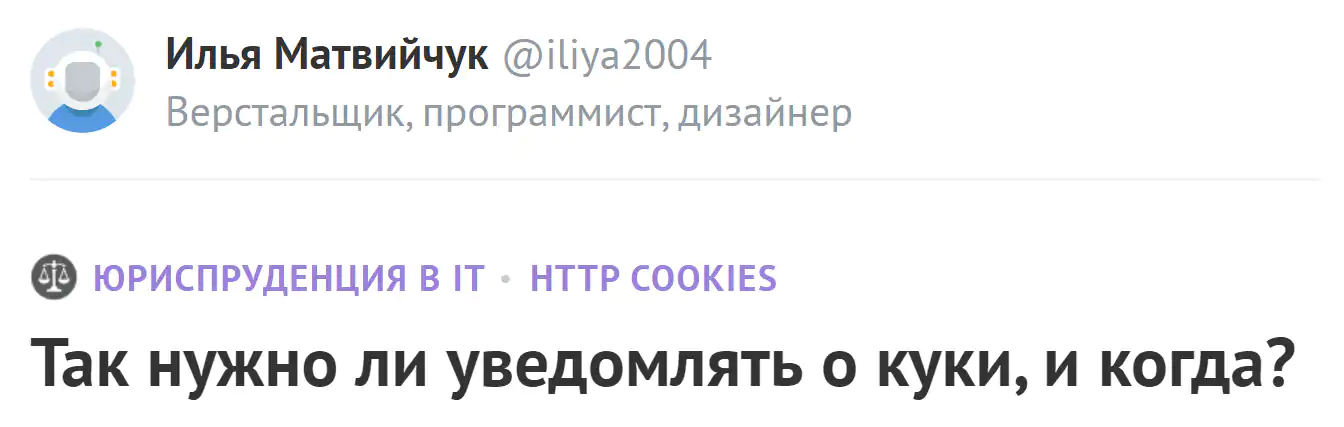 Илья Матвийчук @iliya2004
Верстальщик, программист, дизайнер
ЮРИСПРУДЕНЦИЯ В IT • HTTP COOKIES
Так нужно ли уведомлять о куки, и когда?